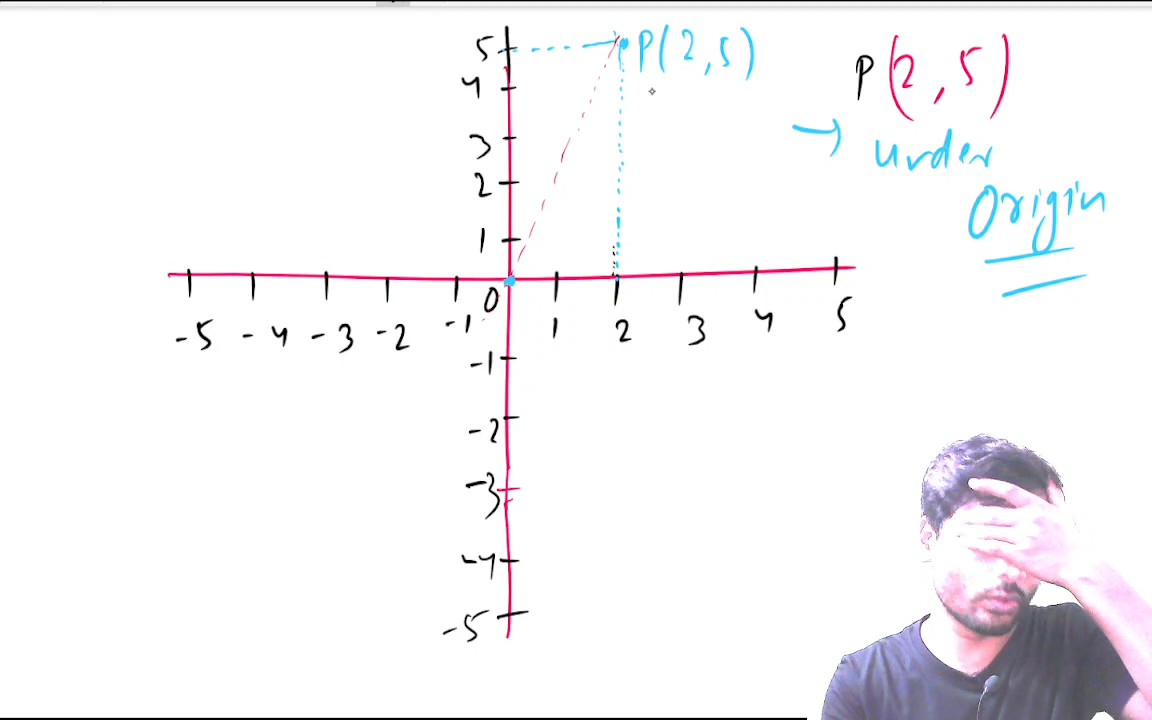 5 P(2,5)
P(2,5)
4
→ under
3
Origin
2
1
0
-5 -4 -3 -2 -1 1 2 3 4 5
-1
-2
-3
-4
-5